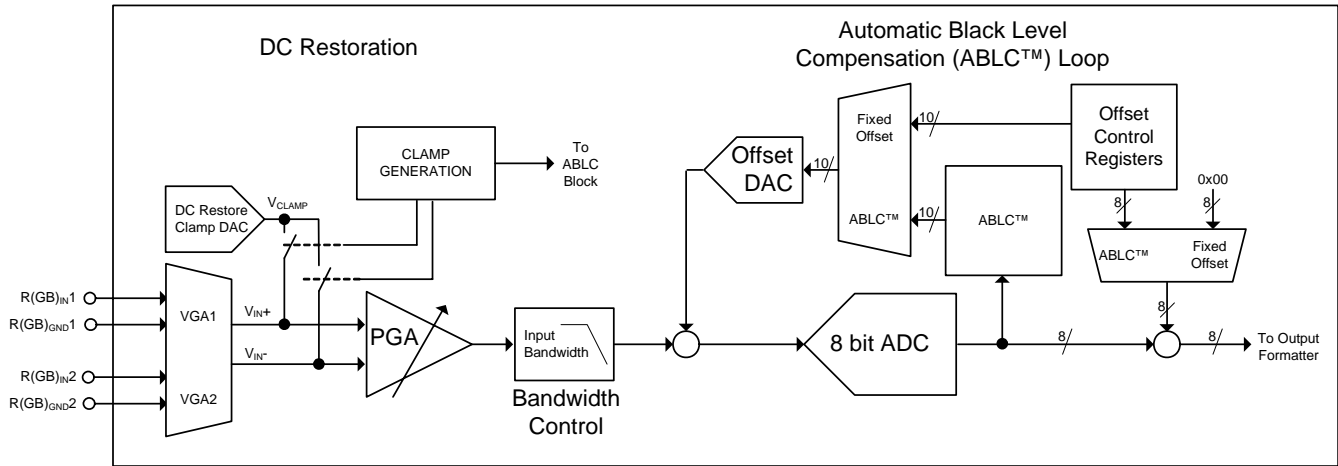 DC Restoration
Automatic Black Level
Compensation (ABLC™) Loop
CLAMP
GENERATION
To
ABLC
Block
DC Restore
Clamp DAC
VCLAMP
Offset
DAC
10
Fixed
Offset
ABLC™
10
10
ABLC™
Offset
Control
Registers
8
0x00
8
ABLC™
Fixed
Offset
8
R(GB)IN1
R(GB)GND1
R(GB)IN2
R(GB)GND2
VGA1
VGA2
VIN+
VIN-
PGA
Input
Bandwidth
Bandwidth
Control
8 bit ADC
8
8
To Output
Formatter